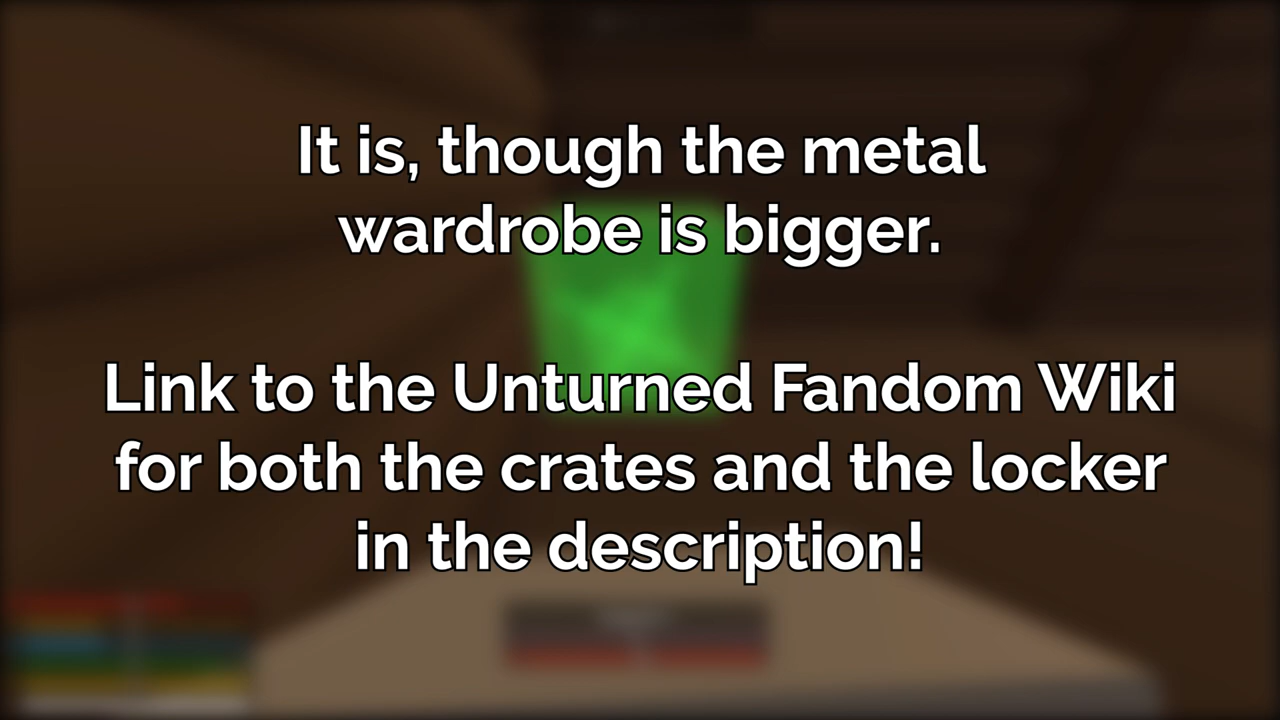 It is, though the metal
wardrobe is bigger.
Link to the Unturned Fandom Wiki
for both the crates and the locker
in the description!